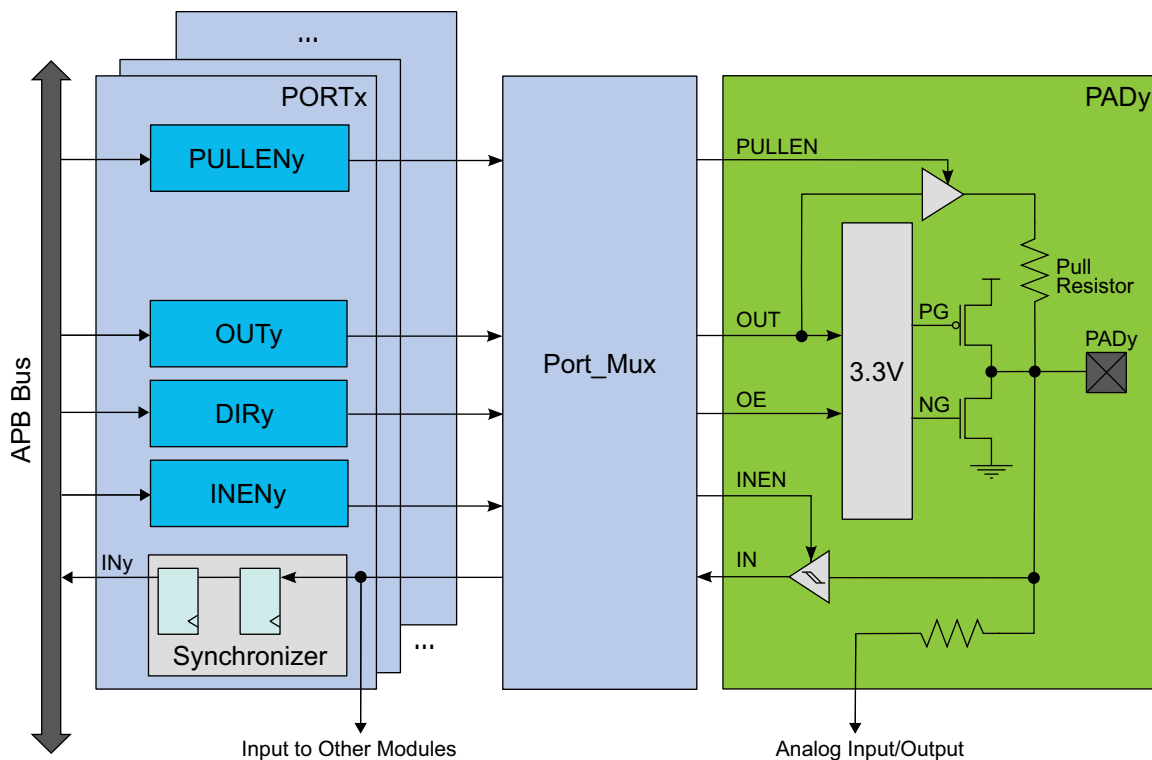 ...
PORTx
PADy
PULLENy
PULLEN
Pull
Resistor
OUTy
OUT
PG
PADy
Port_Mux
3.3V
APB Bus
DIRy
OE
NG
INENy
INEN
INy
IN
Synchronizer
...
Input to Other Modules
Analog Input/Output